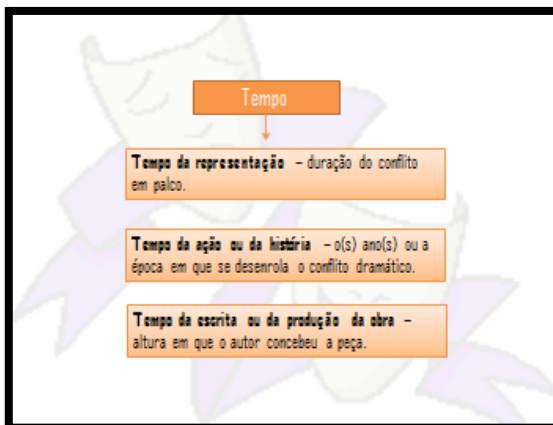 Tempo
Tempo da representação – duração do conflito
em palco.
Tempo da ação ou da história – o(s) ano(s) ou a
época em que se desenrola o conflito dramático.
Tempo da escrita ou da produção da obra –
altura em que o autor concebeu a peça.